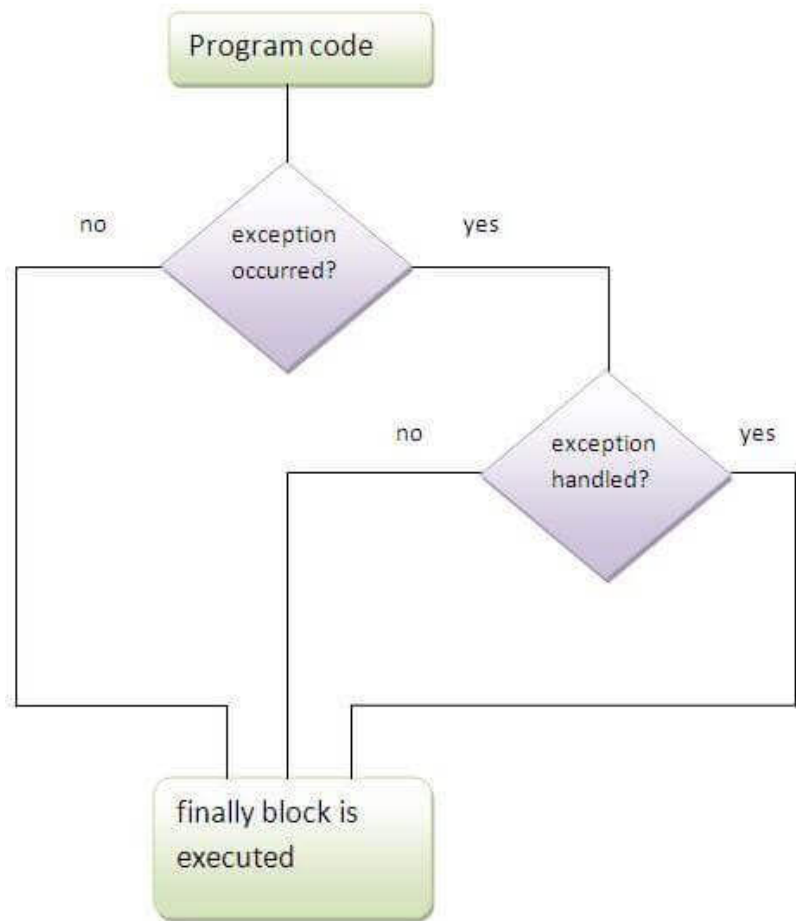 Program code
no
yes
exception
occurred?
no
yes
exception
handled?
finally block is
executed